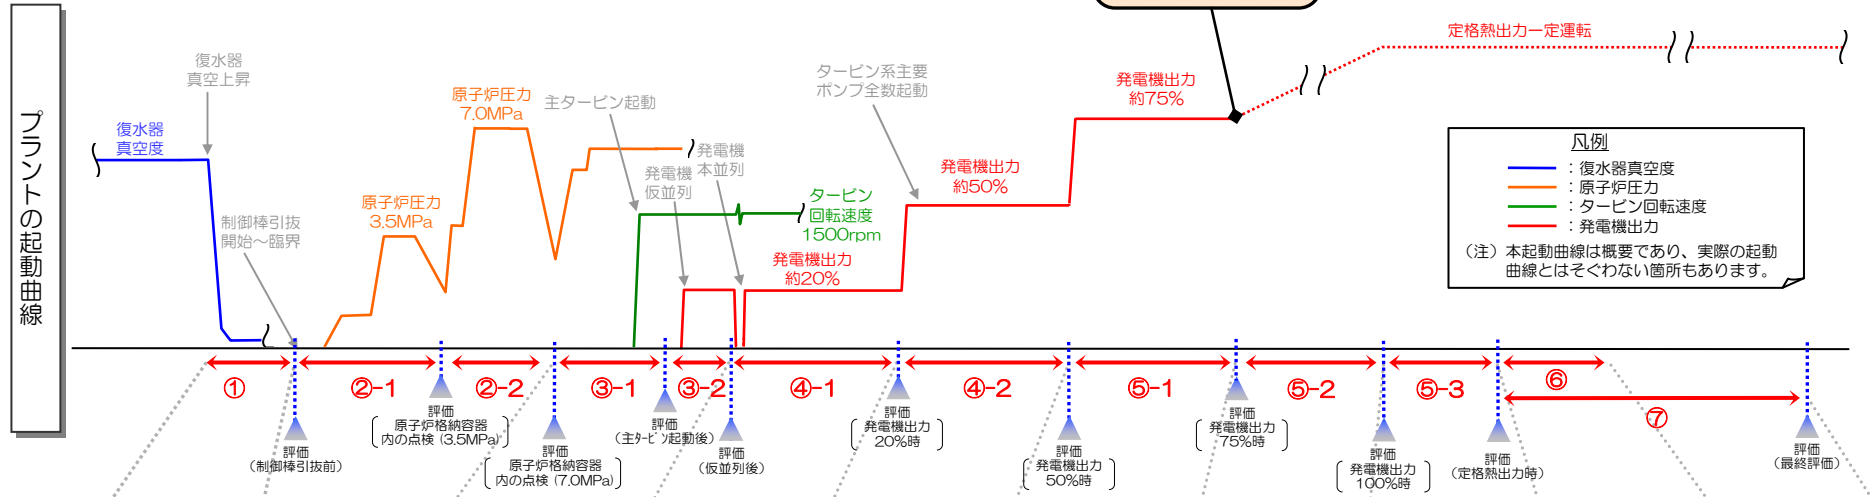 プラントの起動曲線
復水器
真空上昇
復水器
真空度
制御棒引抜
開始～臨界
原子炉圧力
3.5MPa
原子炉圧力
7.0MPa
主タービン起動
発電機
仮並列
発電機
本並列
タービン
回転速度
1500rpm
発電機出力
約20%
タービン系主要
ポンプ全数起動
発電機出力
約50%
発電機出力
約75%
定格熱出力一定運転
凡例
：復水器真空度
：原子炉圧力
：タービン回転速度
：発電機出力
（注）本起動曲線は概要であり、実際の起動
曲線とはそぐわない箇所もあります。
①
②-1
②-2
③-1
③-2
④-1
④-2
⑤-1
⑤-2
⑤-3
⑥
⑦
評価
（制御棒引抜前）
評価
原子炉格納容器
内の点検（3.5MPa）
評価
原子炉格納容器
内の点検（7.0MPa）
評価
（主ﾀｰﾋﾞﾝ起動後）
評価
（仮並列後）
評価
発電機出力
20%時
評価
発電機出力
50%時
評価
発電機出力
75%時
評価
発電機出力
100%時
評価
（定格熱出力時）
評価
（最終評価）